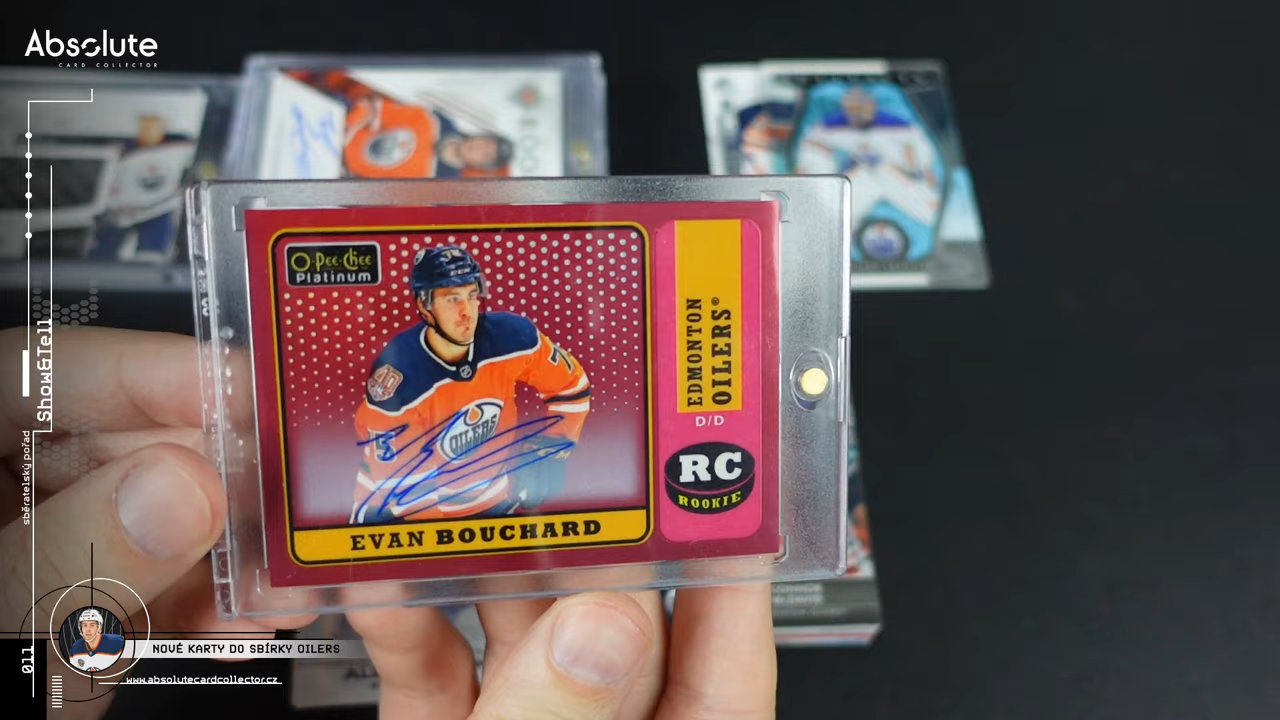 Absolute
CARD COLLECTOR
Show&Tell
sběratelský pořad
O-Pee-Chee
Platinum
EDMONTON
OILERS®
D/D
RC
ROOKIE
OILERS
EVAN BOUCHARD
011
NOVÉ KARTY DO SBÍRKY OILERS
www.absolutecardcollector.cz